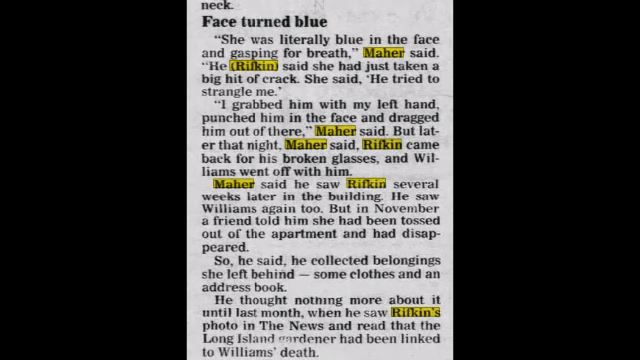 neck.
Face turned blue
"She was literally blue in the face
and gasping for breath," Maher said.
"He (Rifkin) said she had just taken a
big hit of crack. She said, 'He tried to
strangle me.'
"I grabbed him with my left hand,
punched him in the face and dragged
him out of there," Maher said. But lat-
er that night, Maher said, Rifkin came
back for his broken glasses, and Wil-
liams went off with him.
Maher said he saw Rifkin several
weeks later in the building. He saw
Williams again too. But in November
a friend told him she had been tossed
out of the apartment and had disap-
peared.
So, he said, he collected belongings
she left behind — some clothes and an
address book.
He thought nothing more about it
until last month, when he saw Rifkin's
photo in The News and read that the
Long Island gardener had been linked
to Williams' death.